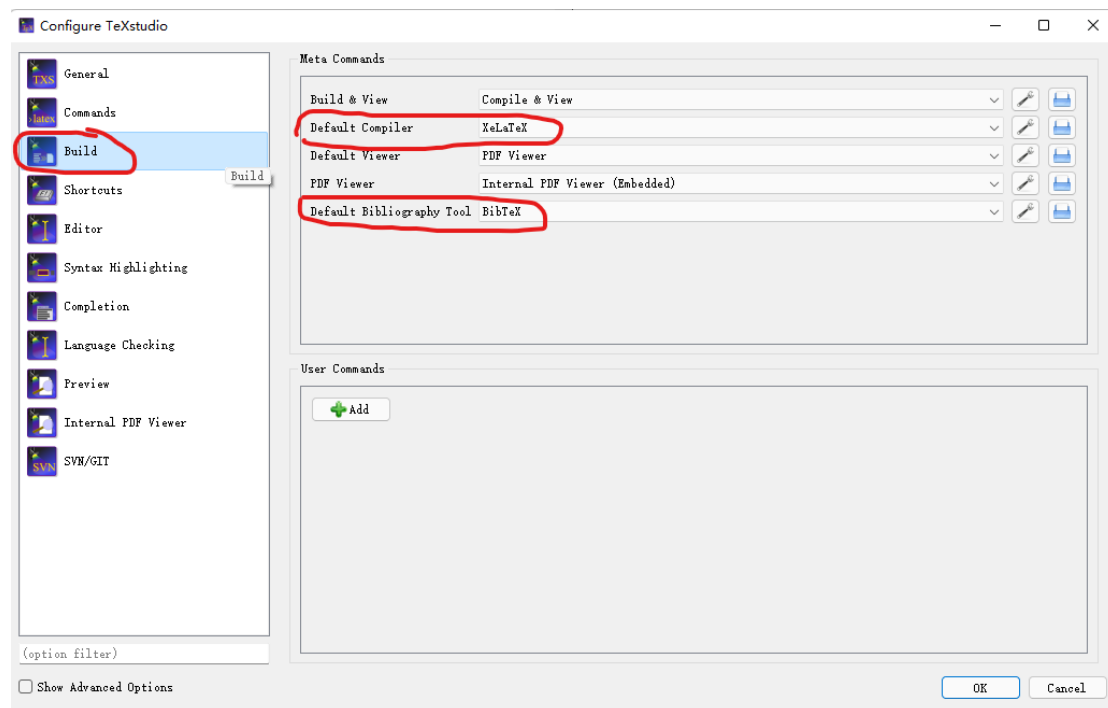 Configure TeXstudio
TXS General
>latex Commands
Build
Build
Shortcuts
Editor
Syntax Highlighting
Completion
Language Checking
Preview
Internal PDF Viewer
SVN SVN/GIT
(option filter)
Show Advanced Options
Meta Commands
Build & View Compile & View
Default Compiler XeLaTeX
Default Viewer PDF Viewer
PDF Viewer Internal PDF Viewer (Embedded)
Default Bibliography Tool BibTeX
User Commands
Add
OK Cancel